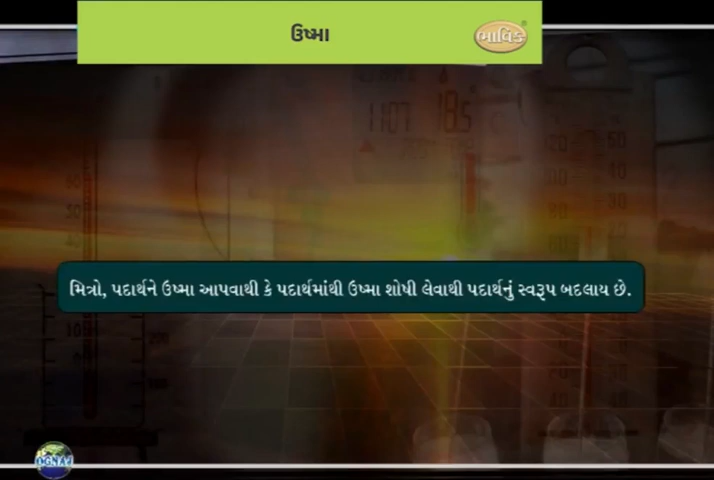 ઉષ્મા
ભાવિક
મિત્રો, પદાર્થને ઉષ્મા આપવાથી કે પદાર્થમાંથી ઉષ્મા શોષી લેવાથી પદાર્થનું સ્વરૂપ બદલાય છે.